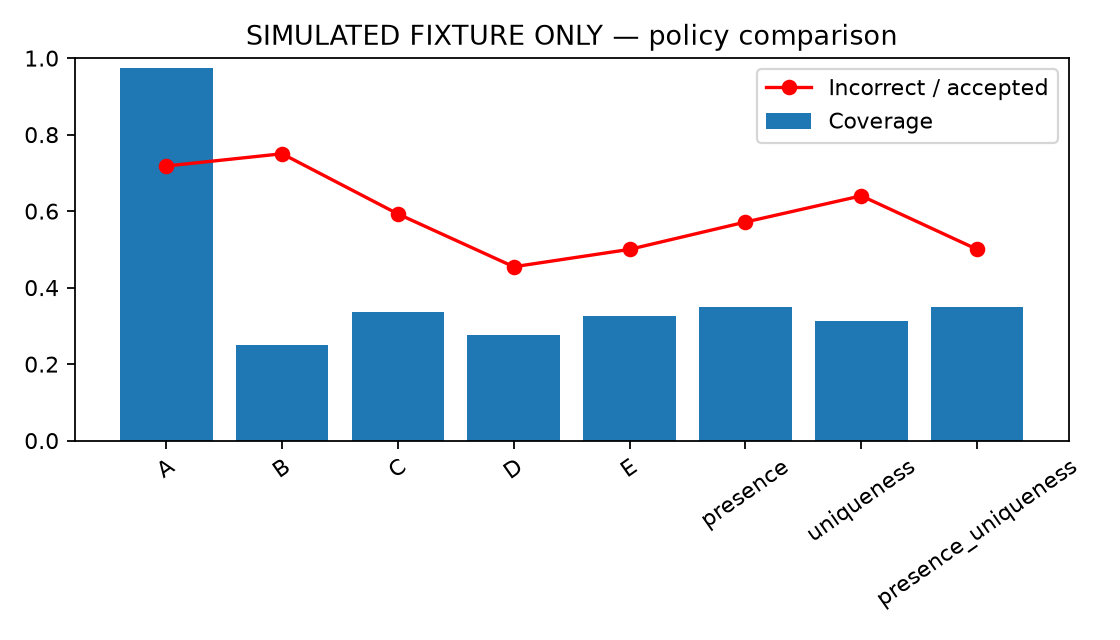 SIMULATED FIXTURE ONLY — policy comparison
1.0
0.8
0.6
0.4
0.2
0.0
Incorrect / accepted
Coverage
A
B
C
D
E
presence
uniqueness
presence_uniqueness